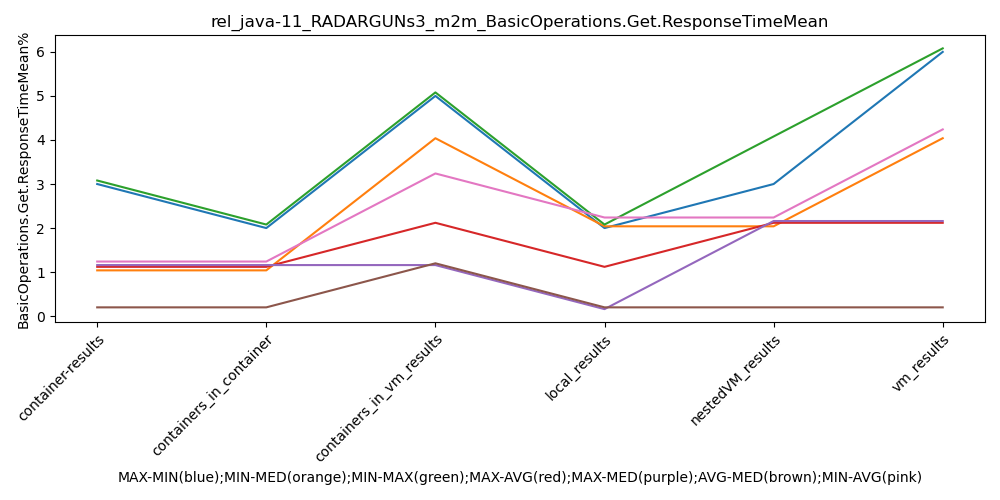 rel_java-11_RADARGUNs3_m2m_BasicOperations.Get.ResponseTimeMean
BasicOperations.Get.ResponseTimeMean%
6
5
4
3
2
1
0
container-results
containers_in_container
containers_in_vm_results
local_results
nestedVM_results
vm_results
MAX-MIN(blue);MIN-MED(orange);MIN-MAX(green);MAX-AVG(red);MAX-MED(purple);AVG-MED(brown);MIN-AVG(pink)